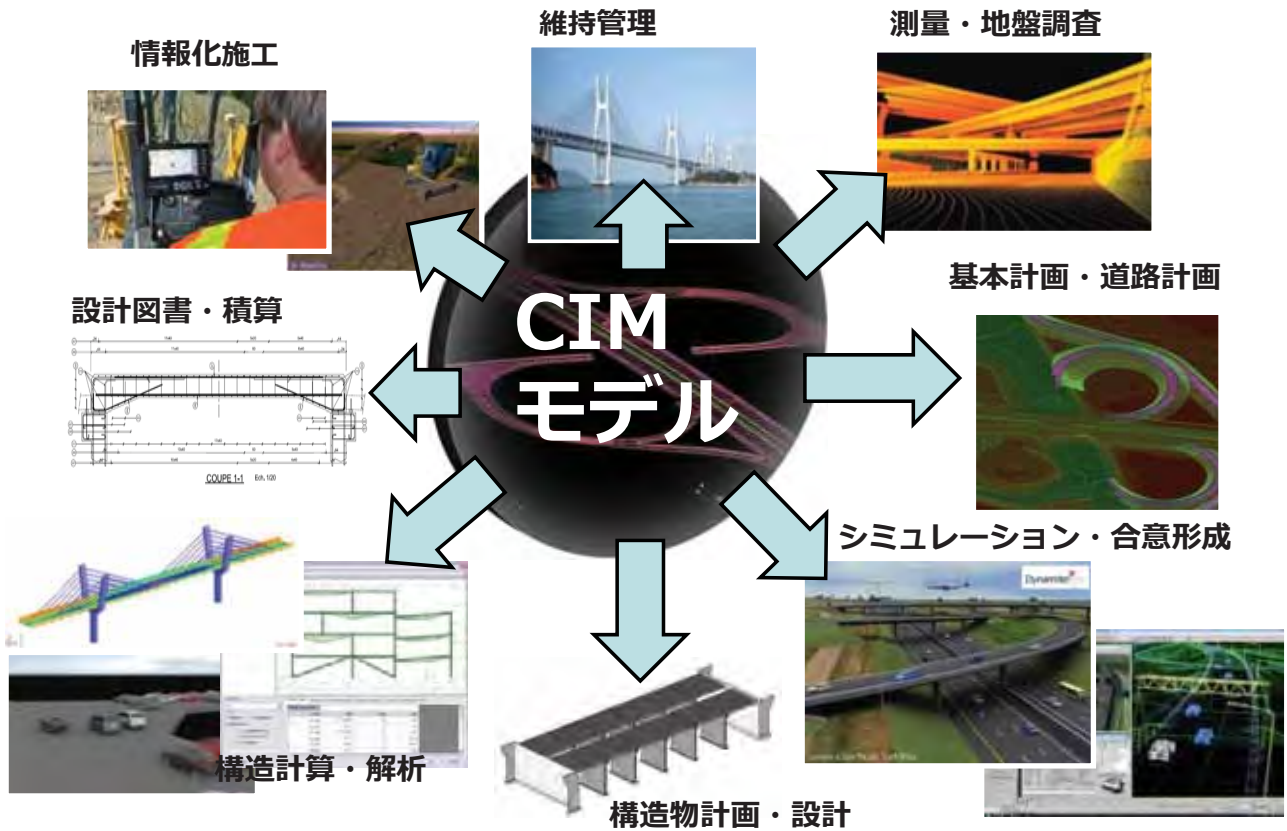 維持管理
測量・地盤調査
情報化施工
基本計画・道路計画
設計図書・積算
CIM
モデル
COUPE 1-1 Ech. 1/20
シミュレーション・合意形成
構造計算・解析
構造物計画・設計